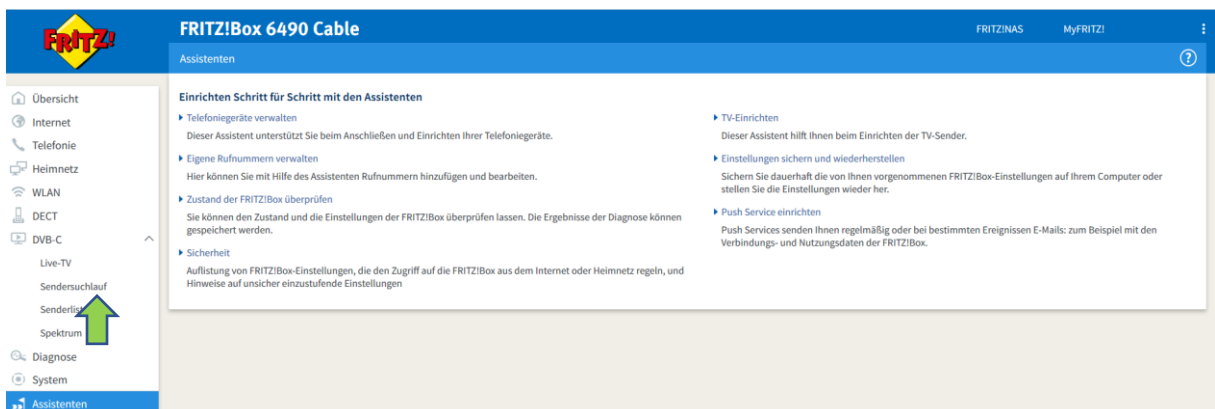 FRITZ!
FRITZ!Box 6490 Cable
FRITZ!NAS
MyFRITZ!
Assistenten
Übersicht
Internet
Telefonie
Heimnetz
WLAN
DECT
DVB-C
Live-TV
Sendersuchlauf
Senderlist
Spektrum
Diagnose
System
Assistenten
Einrichten Schritt für Schritt mit den Assistenten
Telefoniegeräte verwalten
Dieser Assistent unterstützt Sie beim Anschließen und Einrichten Ihrer Telefoniegeräte.
Eigene Rufnummern verwalten
Hier können Sie mit Hilfe des Assistenten Rufnummern hinzufügen und bearbeiten.
Zustand der FRITZ!Box überprüfen
Sie können den Zustand und die Einstellungen der FRITZ!Box überprüfen lassen. Die Ergebnisse der Diagnose können
gespeichert werden.
Sicherheit
Auflistung von FRITZ!Box-Einstellungen, die den Zugriff auf die FRITZ!Box aus dem Internet oder Heimnetz regeln, und
Hinweise auf unsicher einzustufende Einstellungen
TV-Einrichten
Dieser Assistent hilft Ihnen beim Einrichten der TV-Sender.
Einstellungen sichern und wiederherstellen
Sichern Sie dauerhaft die von Ihnen vorgenommenen FRITZ!Box-Einstellungen auf Ihrem Computer oder
stellen Sie die Einstellungen wieder her.
Push Service einrichten
Push Services senden Ihnen regelmäßig oder bei bestimmten Ereignissen E-Mails: zum Beispiel mit den
Verbindungs- und Nutzungsdaten der FRITZ!Box.